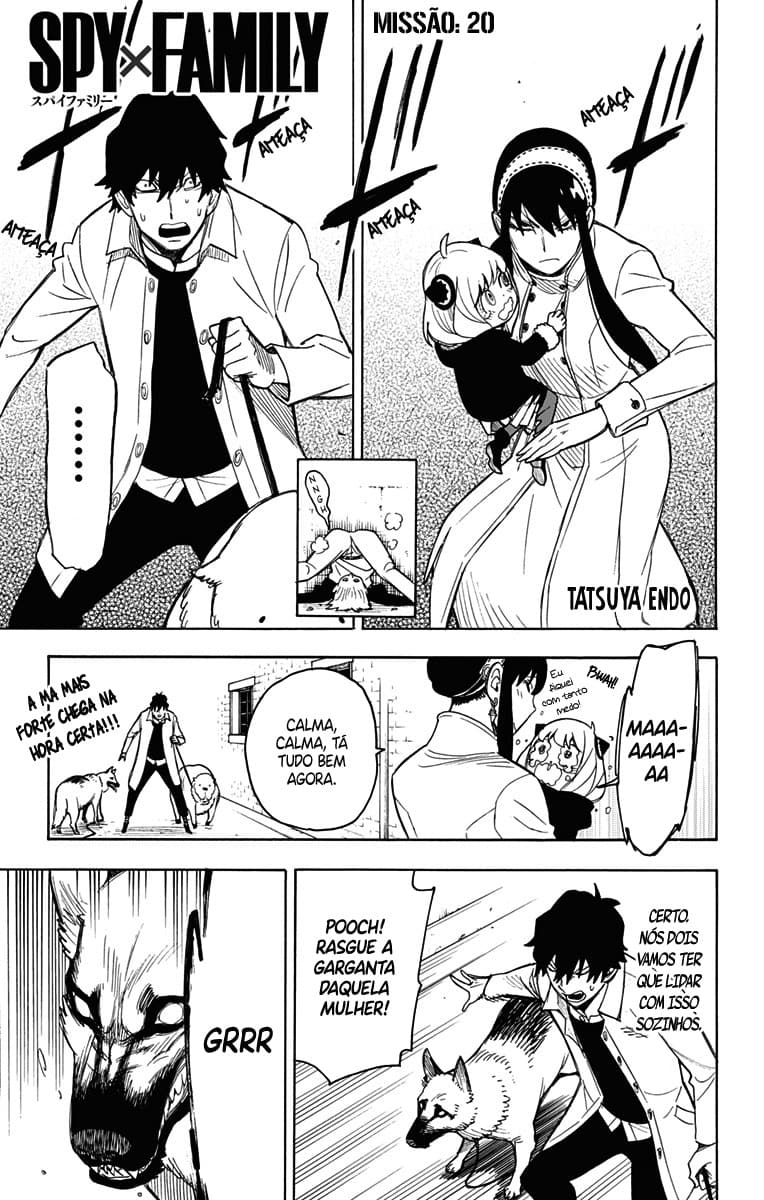 SPY×FAMILY
スパイファミリー
MISSÃO: 20
AMEAÇA
AMEAÇA
AMEAÇA
AMEAÇA
......
NNGH
TATSUYA ENDO
MAAA-
AAAAA-
AA
BWAH!
Eu
fiquei
com tanto
medo!
CALMA,
CALMA, TÁ
TUDO BEM
AGORA.
A MÃ MAIS
FORTE CHEGA NA
HORA CERTA!!!
CERTO.
NÓS DOIS
VAMOS TER
QUE LIDAR
COM ISSO
SOZINHOS.
POOCH!
RASGUE A
GARGANTA
DAQUELA
MULHER!
GRRR